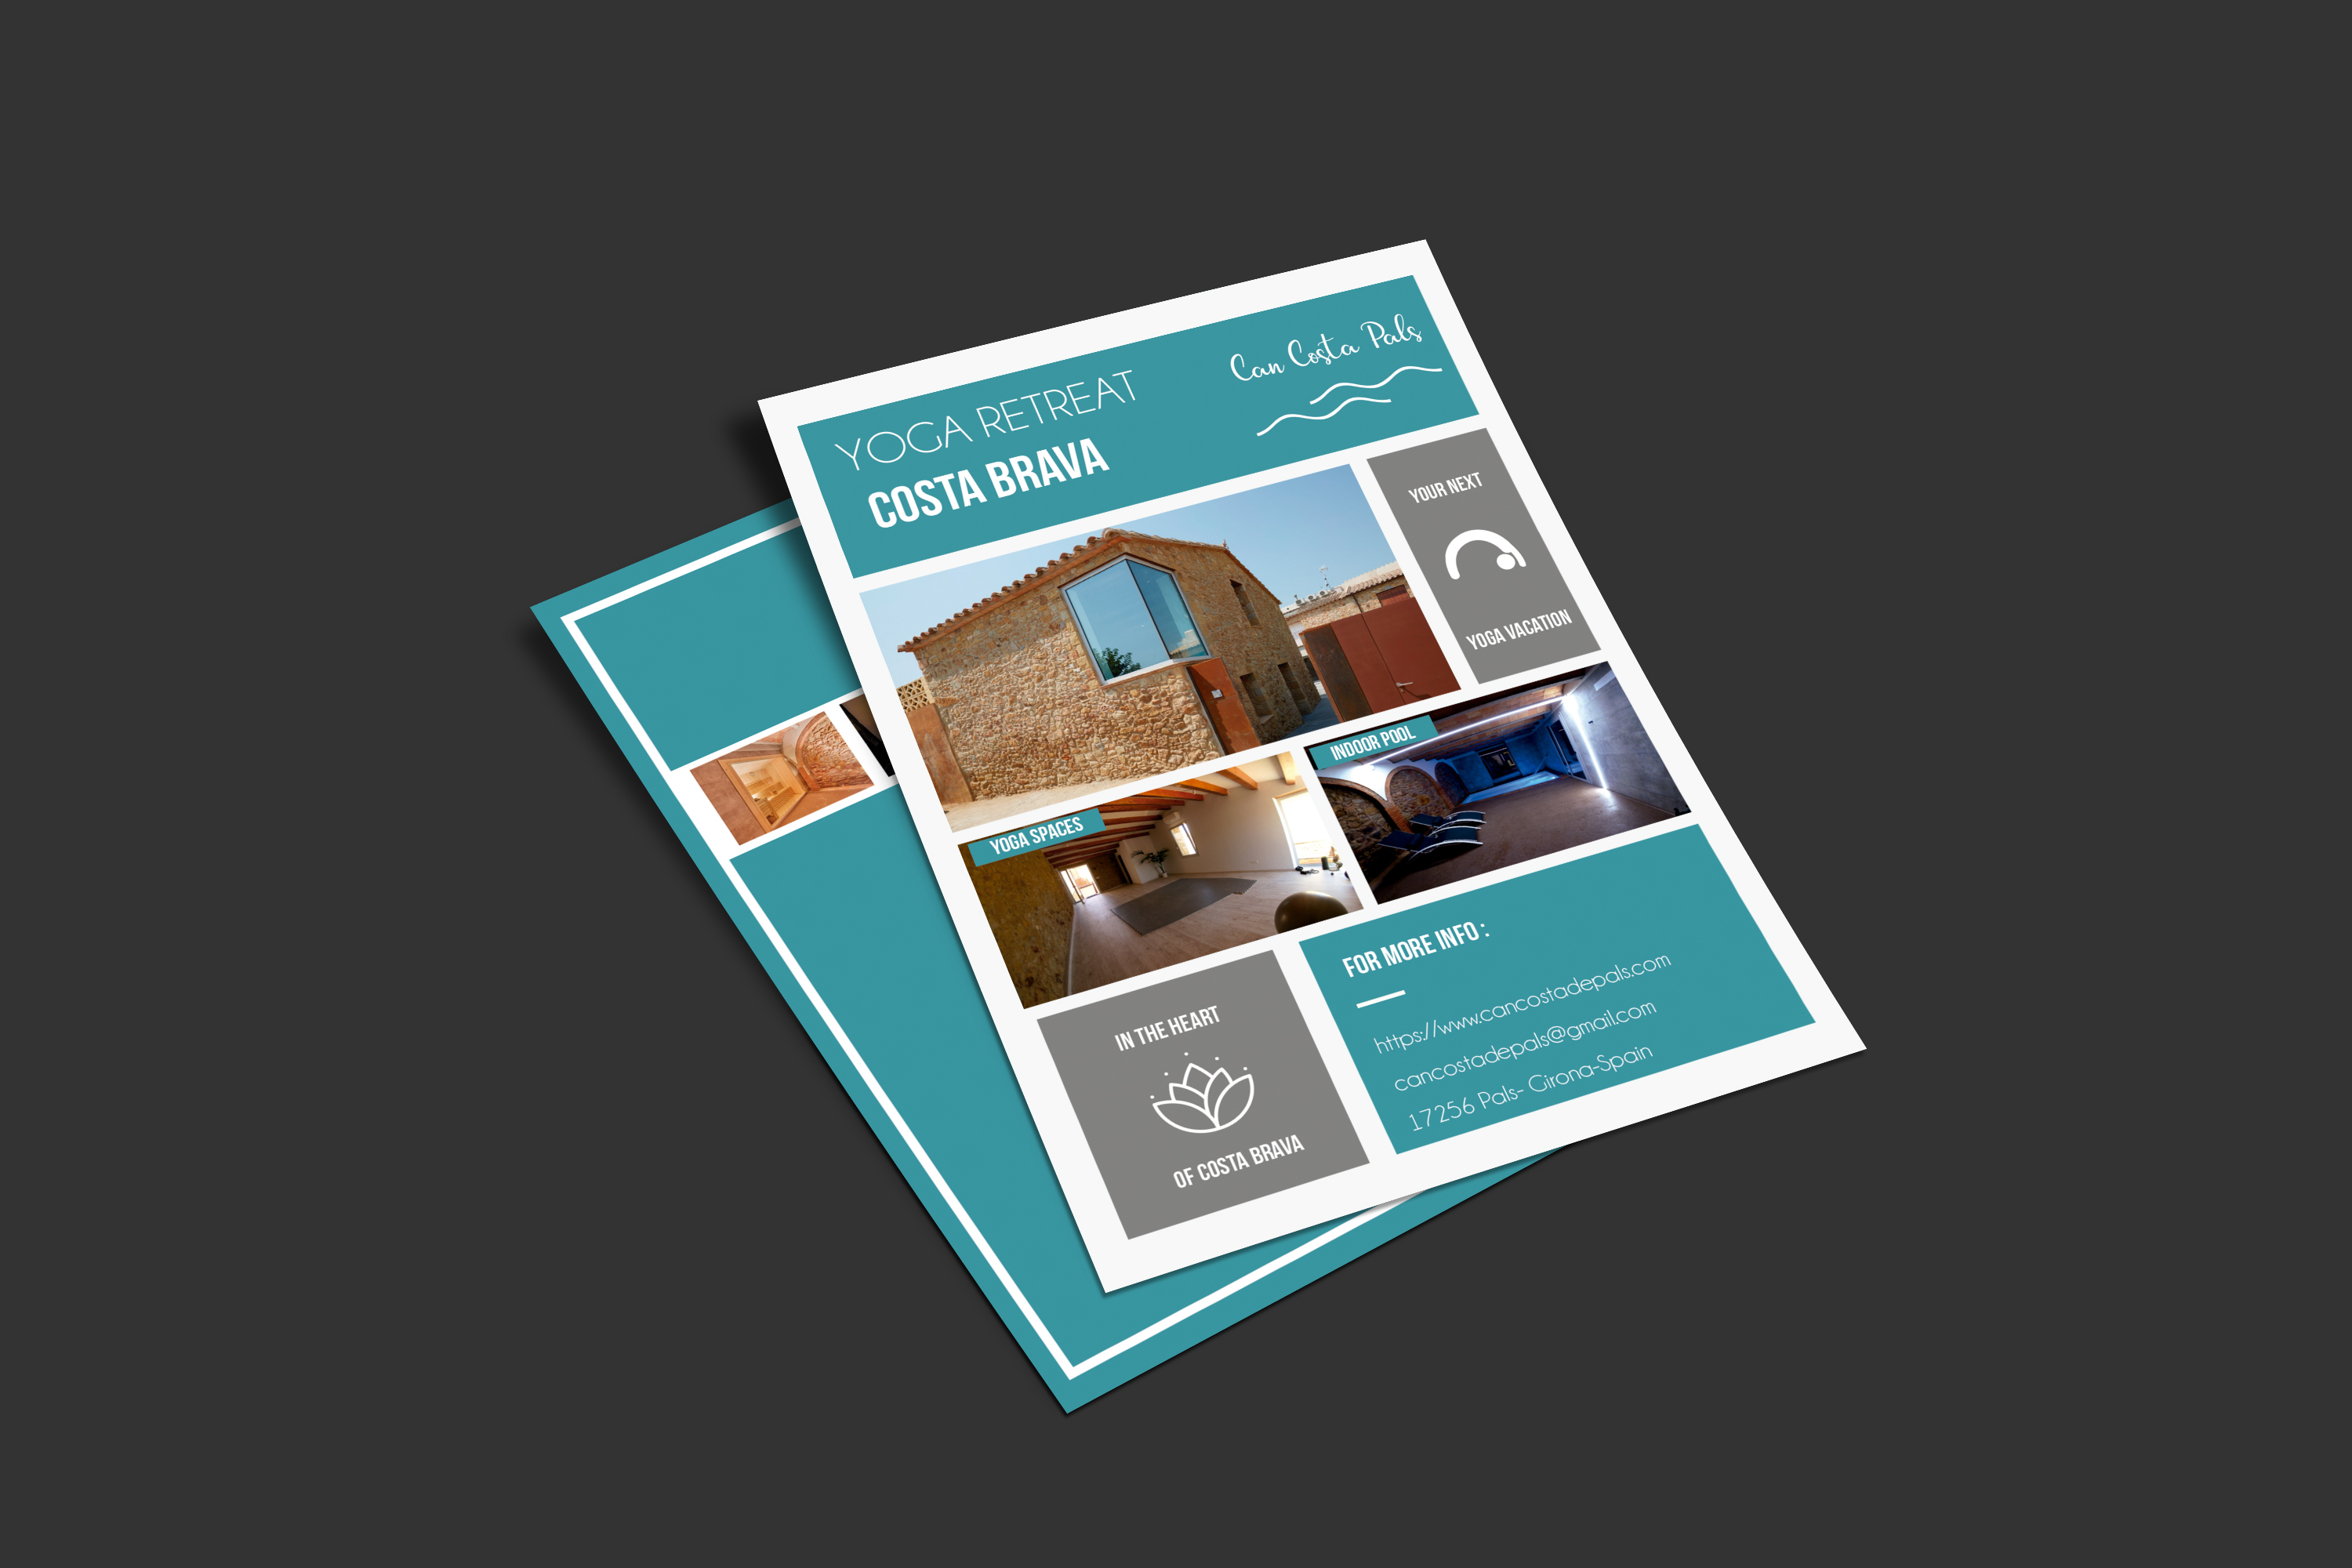 YOGA RETREAT
COSTA BRAVA
Can Costa Pals
YOUR NEXT
YOGA VACATION
INDOOR POOL
YOGA SPACES
IN THE HEART
OF COSTA BRAVA
FOR MORE INFO :
https://www.cancostadepals.com
cancostadepals@gmail.com
17256 Pals- Girona-Spain